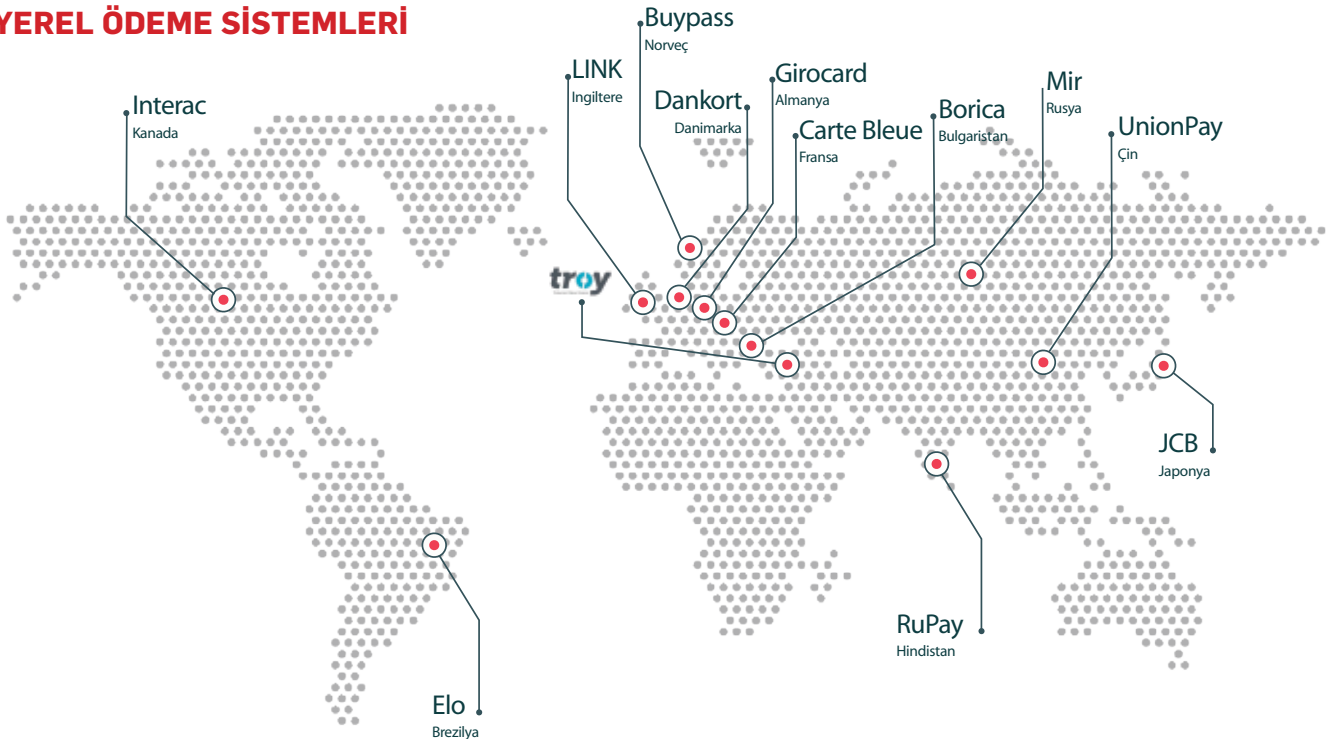 YEREL ÖDEME SİSTEMLERİ
Buypass
Norveç
LINK
Ingiltere
Girocard
Almanya
Interac
Kanada
Dankort
Danimarka
Carte Bleue
Fransa
Borica
Bulgaristan
Mir
Rusya
UnionPay
Çin
troy
JCB
Japonya
RuPay
Hindistan
Elo
Brezilya